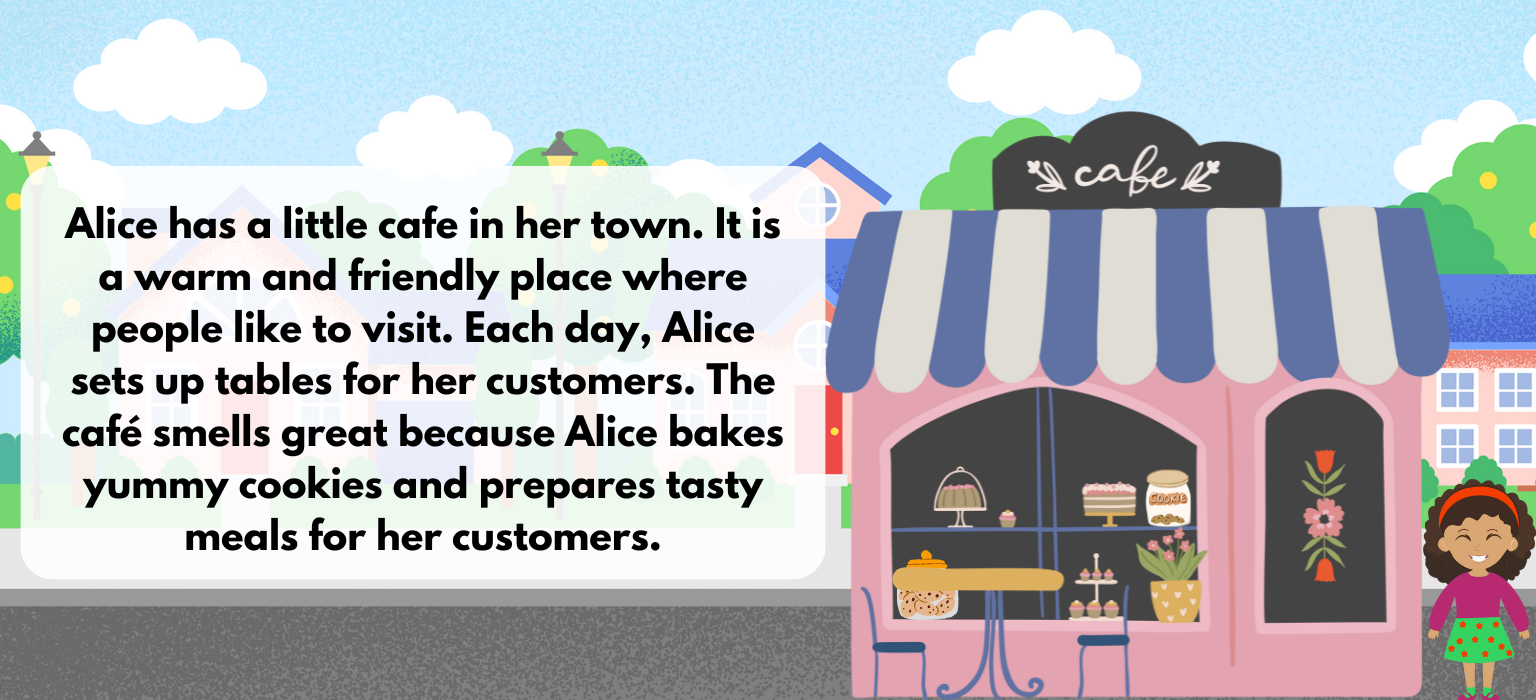 cafe
Alice has a little cafe in her town. It is
a warm and friendly place where
people like to visit. Each day, Alice
sets up tables for her customers. The
café smells great because Alice bakes
yummy cookies and prepares tasty
meals for her customers.
COOKIE